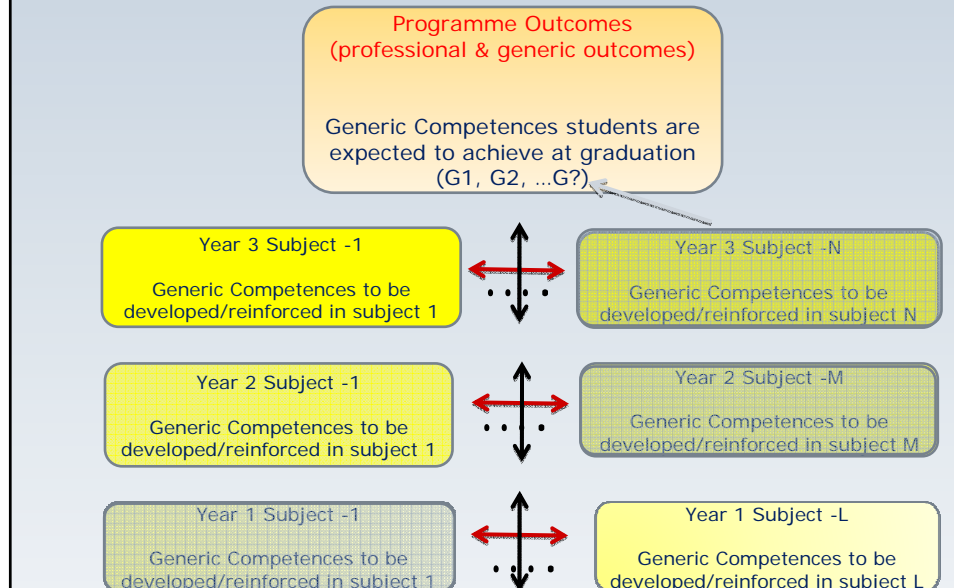 Programme Outcomes
(professional & generic outcomes)
Generic Competences students are
expected to achieve at graduation
(G1, G2, ...G?)
Year 3 Subject -1
Generic Competences to be
developed/reinforced in subject 1
Year 3 Subject -N
Generic Competences to be
developed/reinforced in subject N
Year 2 Subject -1
Generic Competences to be
developed/reinforced in subject 1
Year 2 Subject -M
Generic Competences to be
developed/reinforced in subject M
Year 1 Subject -1
Generic Competences to be
developed/reinforced in subject 1
Year 1 Subject -L
Generic Competences to be
developed/reinforced in subject L